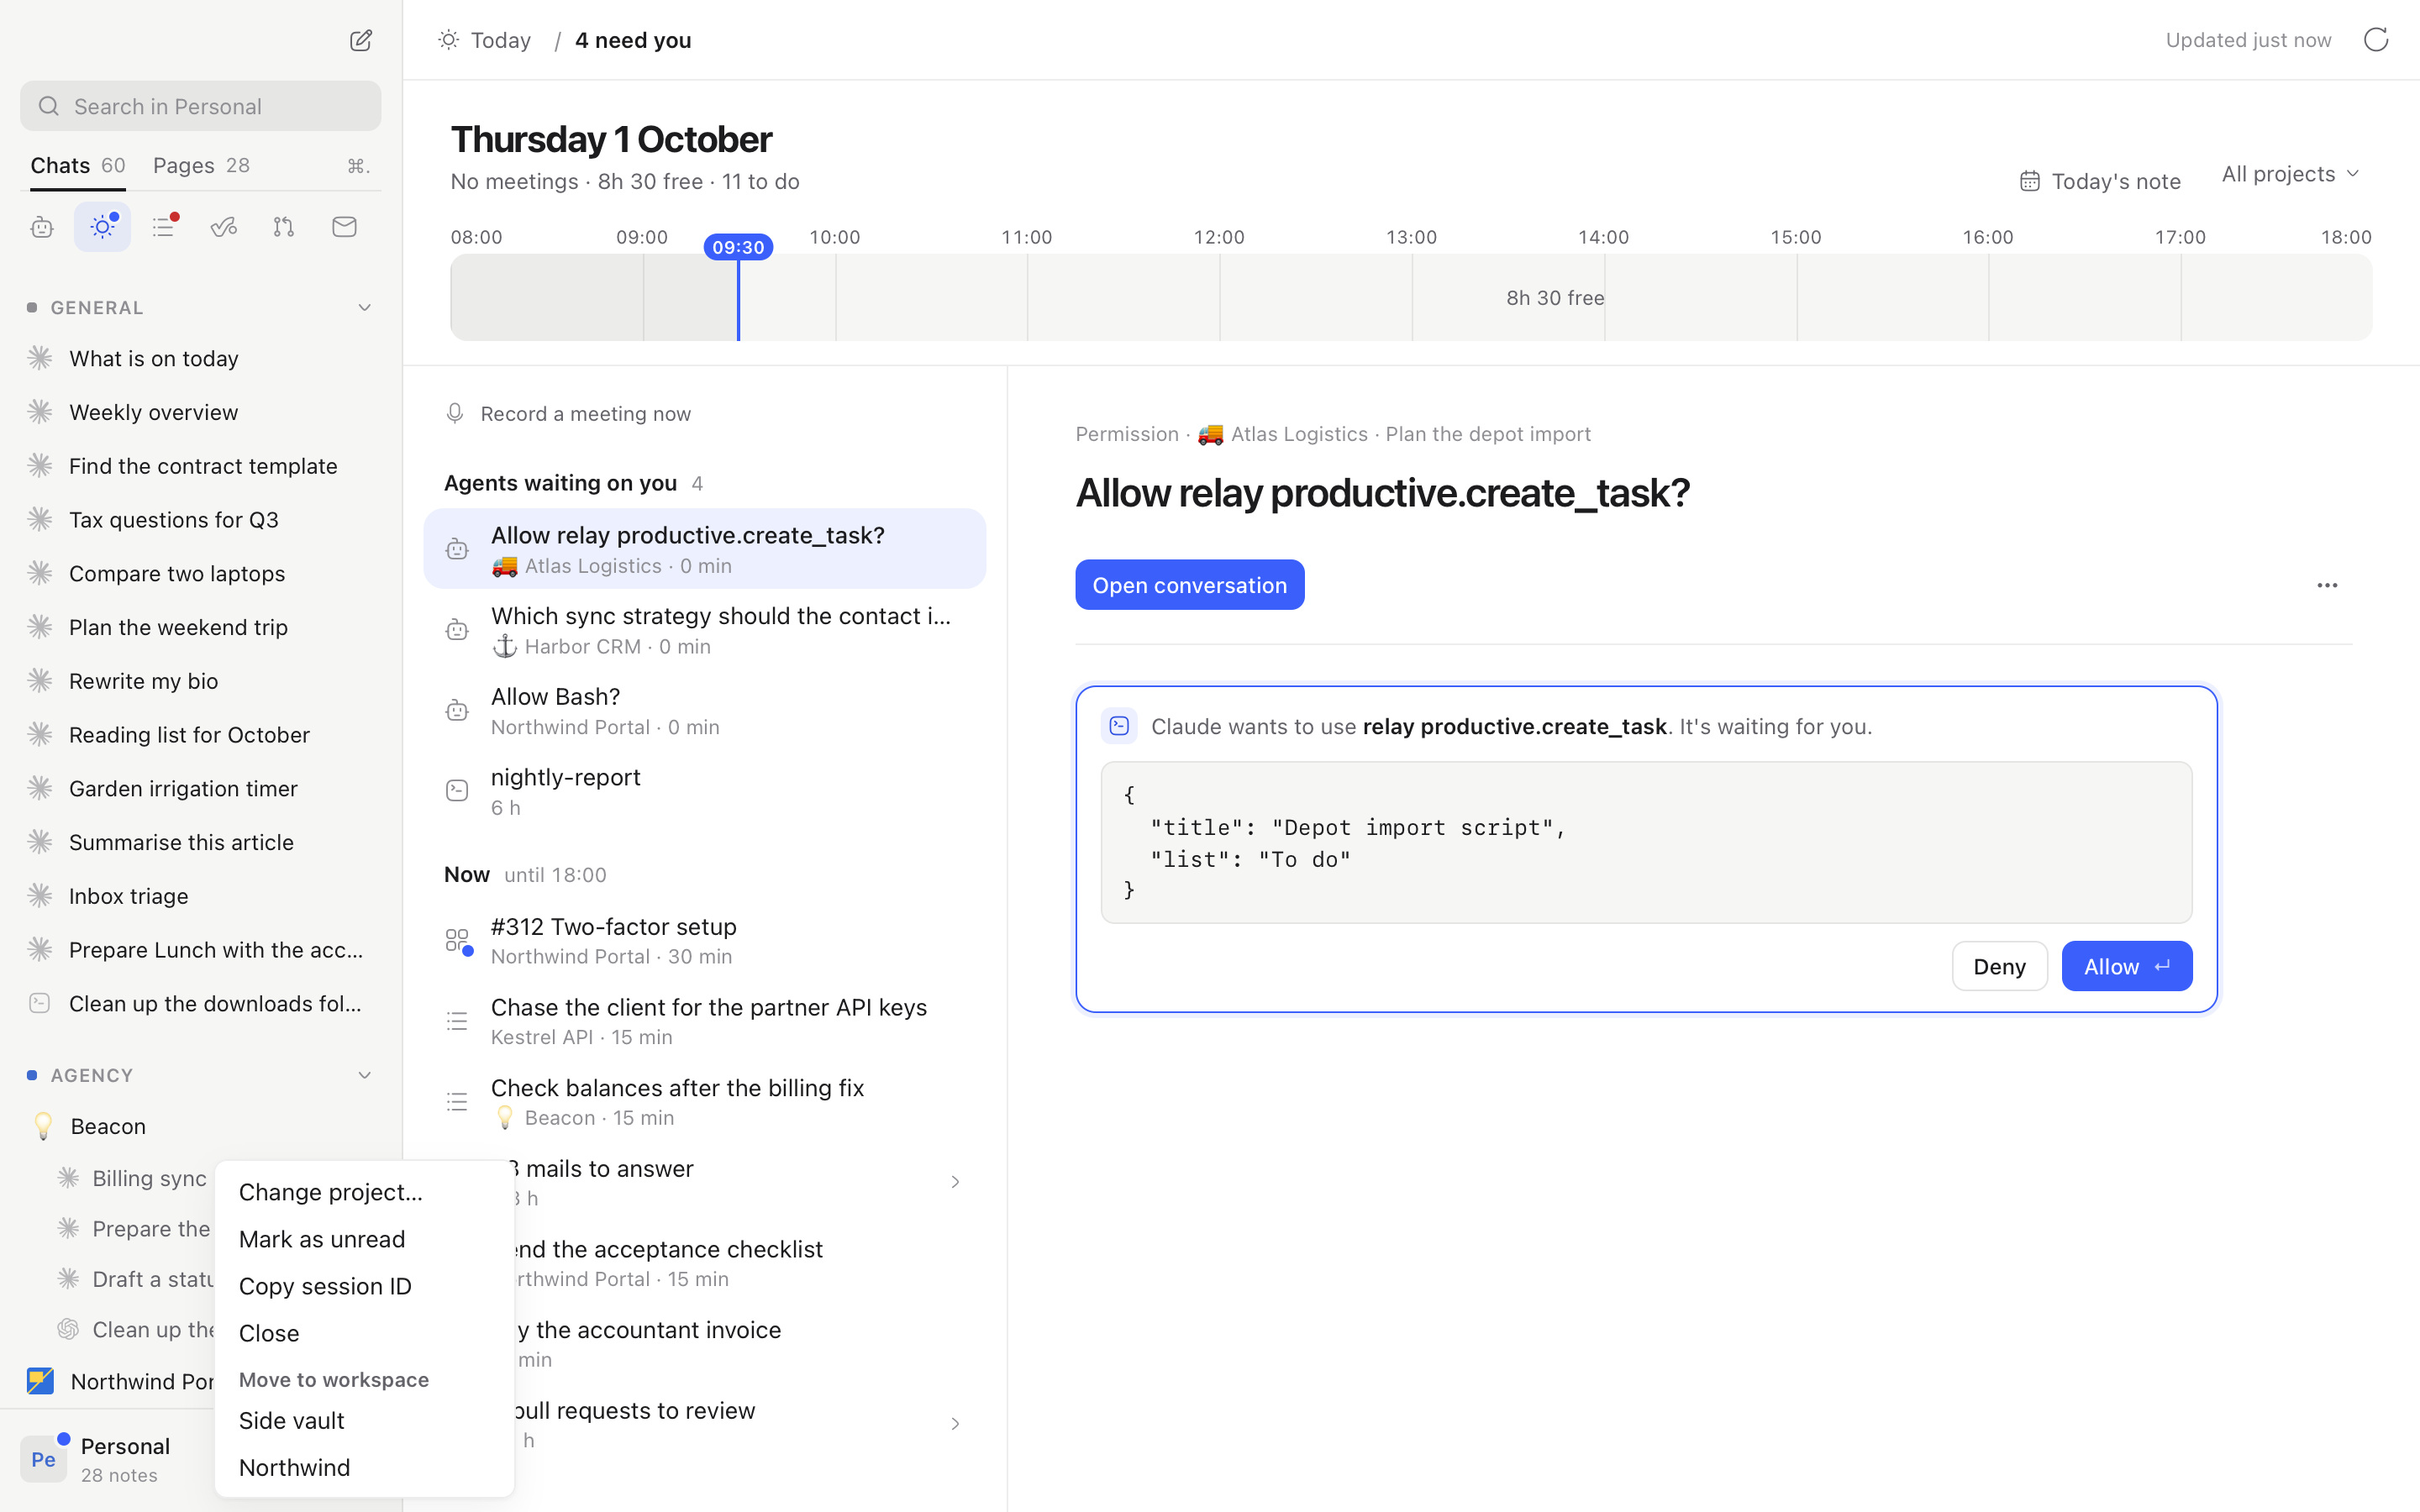 Search in Personal
Chats 60 Pages 28 ⌘.
GENERAL
What is on today
Weekly overview
Find the contract template
Tax questions for Q3
Compare two laptops
Plan the weekend trip
Rewrite my bio
Reading list for October
Garden irrigation timer
Summarise this article
Inbox triage
Prepare Lunch with the acc...
Clean up the downloads fol...
AGENCY
Beacon
Billing sync
Prepare the
Draft a statu
Clean up the
Northwind Por
Pe
Personal
28 notes
Change project...
Mark as unread
Copy session ID
Close
Move to workspace
Side vault
Northwind
Today / 4 need you
Updated just now
Thursday 1 October
No meetings · 8h 30 free · 11 to do
Today's note
All projects
08:00 09:00 09:30 10:00 11:00 12:00 13:00 14:00 15:00 16:00 17:00 18:00
8h 30 free
Record a meeting now
Agents waiting on you 4
Allow relay productive.create_task?
Atlas Logistics · 0 min
Which sync strategy should the contact i...
Harbor CRM · 0 min
Allow Bash?
Northwind Portal · 0 min
nightly-report
6 h
Now until 18:00
#312 Two-factor setup
Northwind Portal · 30 min
Chase the client for the partner API keys
Kestrel API · 15 min
Check balances after the billing fix
Beacon · 15 min
mails to answer
h
end the acceptance checklist
rthwind Portal · 15 min
y the accountant invoice
min
pull requests to review
h
Permission · Atlas Logistics · Plan the depot import
Allow relay productive.create_task?
Open conversation
Claude wants to use relay productive.create_task. It's waiting for you.
{
"title": "Depot import script",
"list": "To do"
}
Deny
Allow